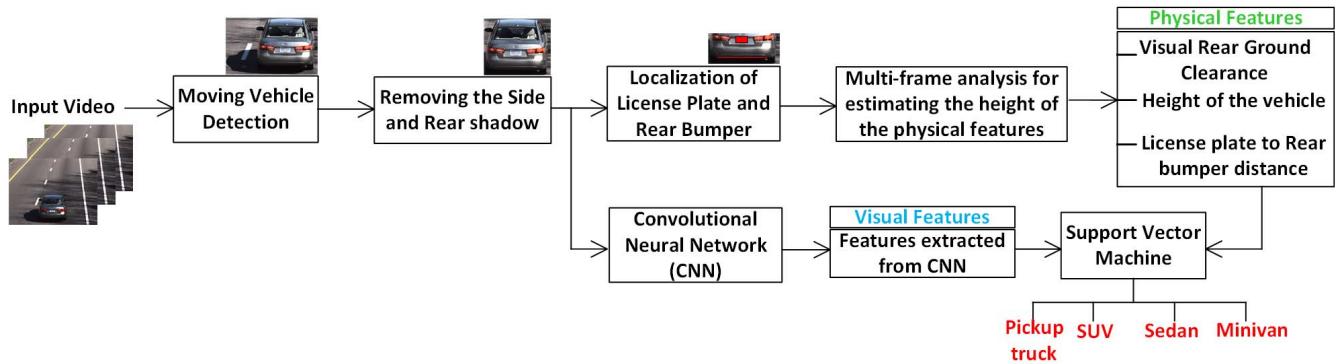 Input Video
Moving Vehicle
Detection
Removing the Side
and Rear shadow
Localization of
License Plate and
Rear Bumper
Multi-frame analysis for
estimating the height of
the physical features
Physical Features
Visual Rear Ground
Clearance
Height of the vehicle
License plate to Rear
bumper distance
Convolutional
Neural Network
(CNN)
Visual Features
Features extracted
from CNN
Support Vector
Machine
Pickup
truck
SUV
Sedan
Minivan